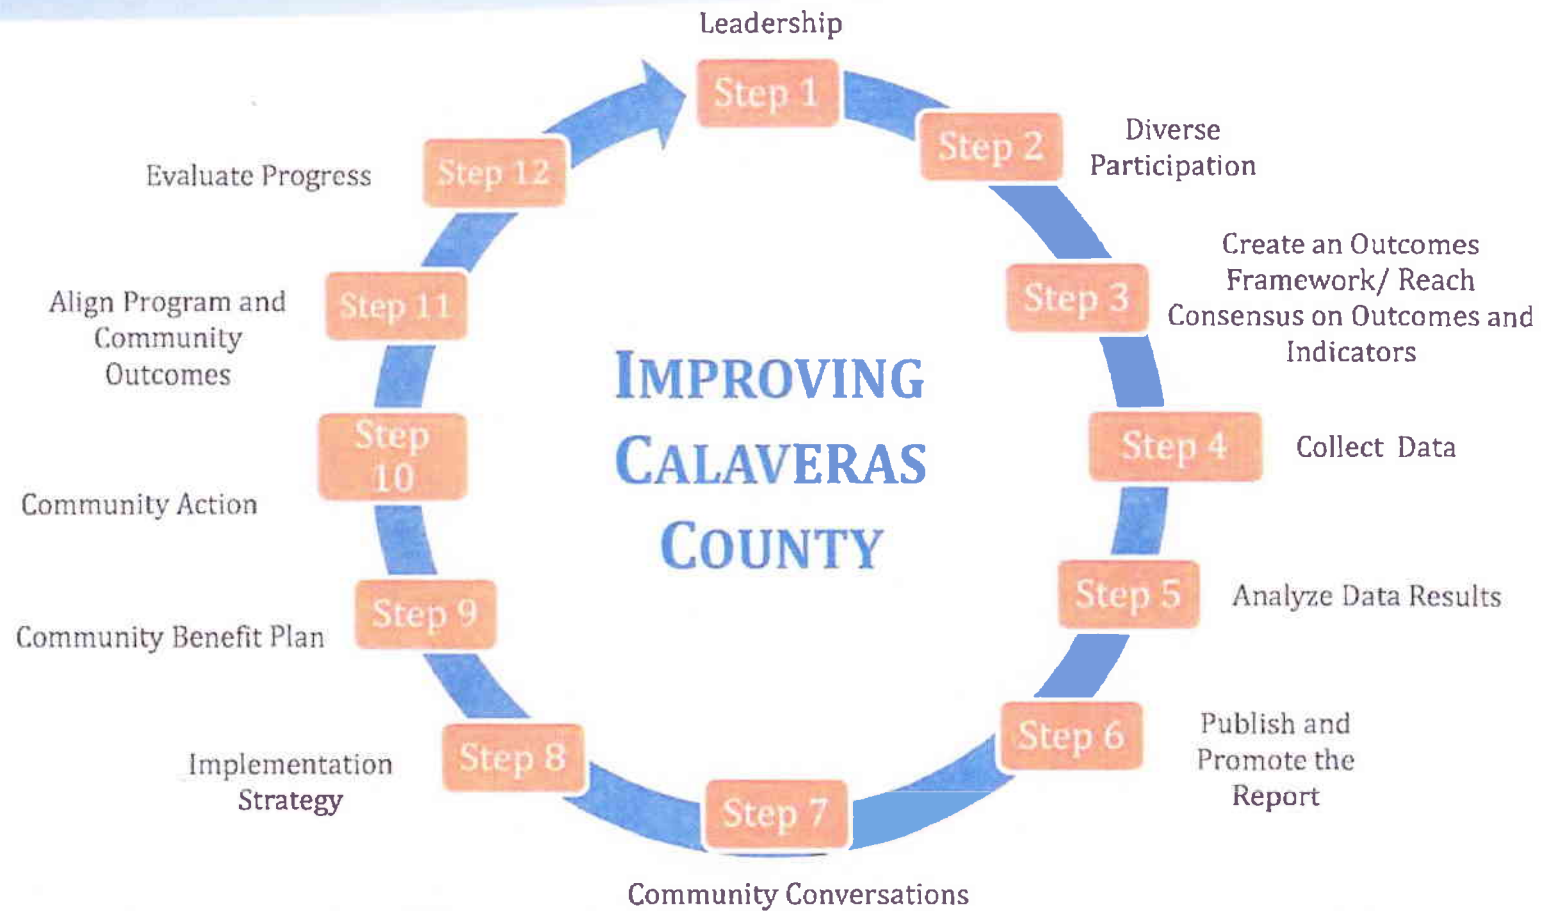 Leadership
Step 1
Step 2
Diverse
Participation
Step 3
Create an Outcomes
Framework/ Reach
Consensus on Outcomes and
Indicators
Step 4
Collect Data
Step 5
Analyze Data Results
Step 6
Publish and
Promote the
Report
Step 7
Community Conversations
Step 8
Implementation
Strategy
Step 9
Community Benefit Plan
Step
10
Community Action
Step 11
Align Program and
Community
Outcomes
Step 12
Evaluate Progress
IMPROVING
CALAVERAS
COUNTY